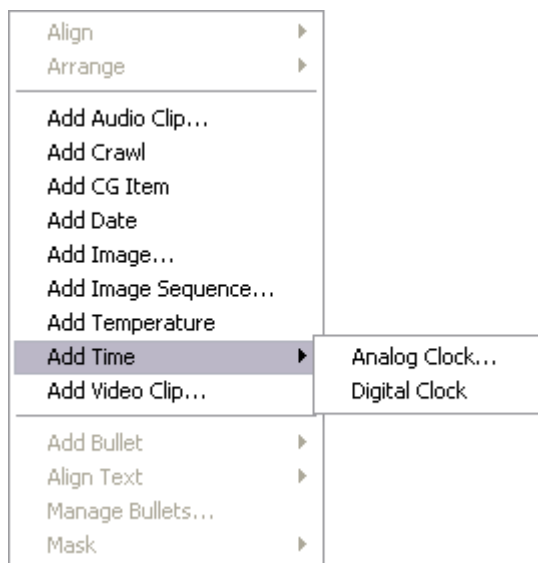 Align
Arrange
Add Audio Clip...
Add Crawl
Add CG Item
Add Date
Add Image...
Add Image Sequence...
Add Temperature
Add Time
Analog Clock...
Add Video Clip...
Digital Clock
Add Bullet
Align Text
Manage Bullets...
Mask